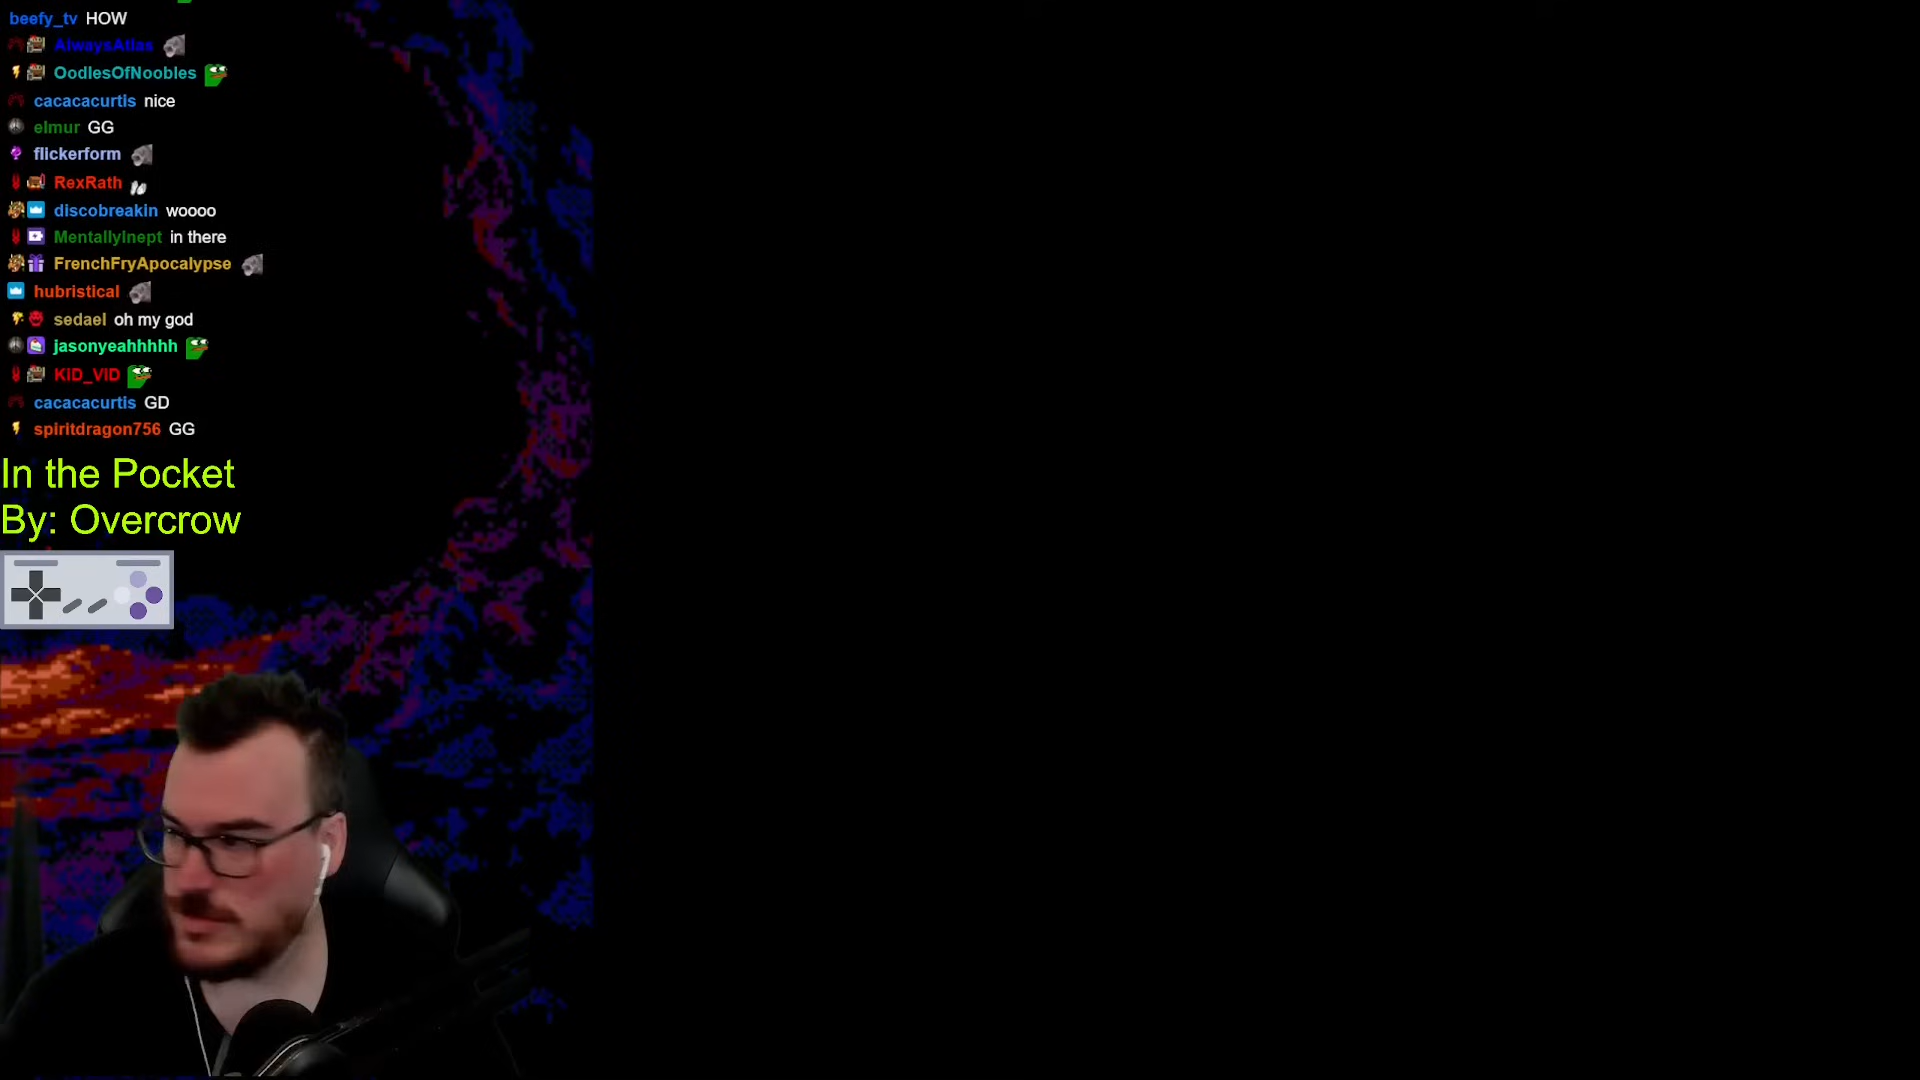 beefy_tv HOW
AlwaysAtlas
OodlesOfNoobles
cacacacurtis nice
elmur GG
flickerform
RexRath
discobreakin woooo
MentallyInept in there
FrenchFryApocalypse
hubristical
sedael oh my god
jasonyeahhhhh
KID_VID
cacacacurtis GD
spiritdragon756 GG
In the Pocket
By: Overcrow